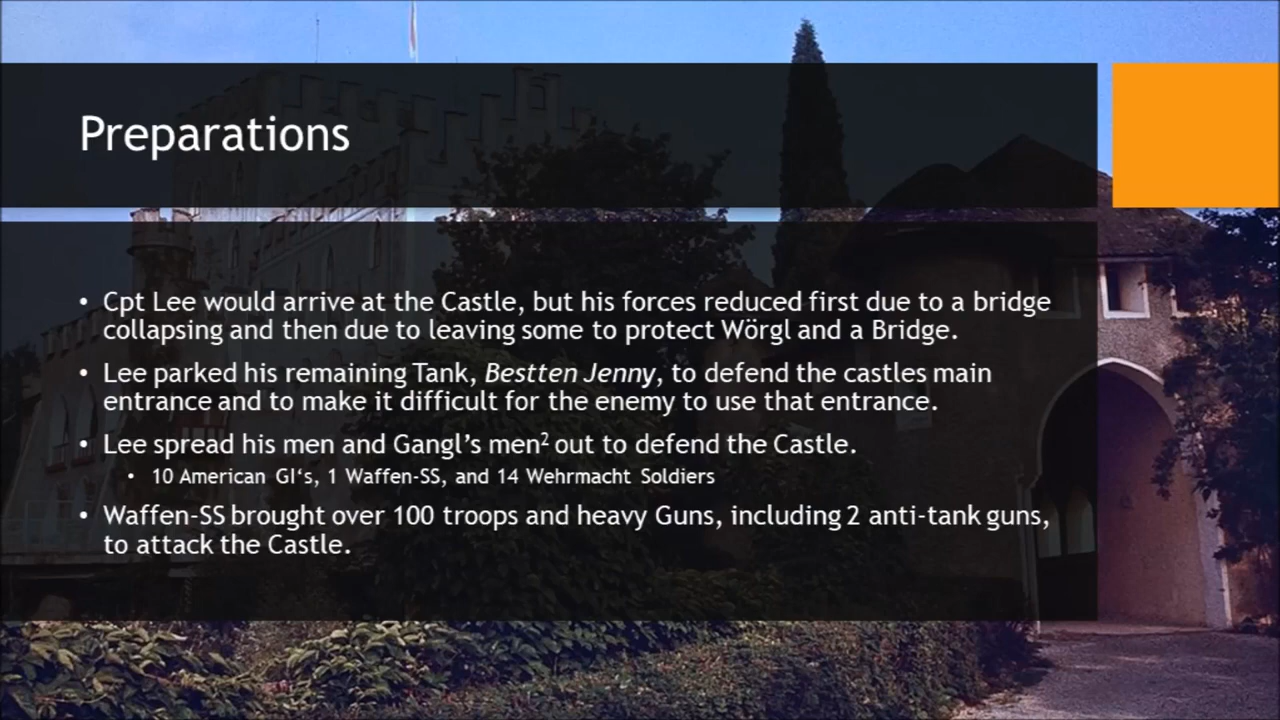 Preparations
• Cpt Lee would arrive at the Castle, but his forces reduced first due to a bridge
collapsing and then due to leaving some to protect Wörgl and a Bridge.
• Lee parked his remaining Tank, Bestten Jenny, to defend the castles main
entrance and to make it difficult for the enemy to use that entrance.
• Lee spread his men and Gangl’s men² out to defend the Castle.
• 10 American GI‘s, 1 Waffen-SS, and 14 Wehrmacht Soldiers
• Waffen-SS brought over 100 troops and heavy Guns, including 2 anti-tank guns,
to attack the Castle.